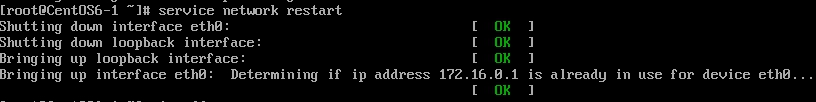 [root@CentOS6-1 ~]# service network restart
Shutting down interface eth0: [ OK ]
Shutting down loopback interface: [ OK ]
Bringing up loopback interface: [ OK ]
Bringing up interface eth0: Determining if ip address 172.16.0.1 is already in use for device eth0...
[ OK ]